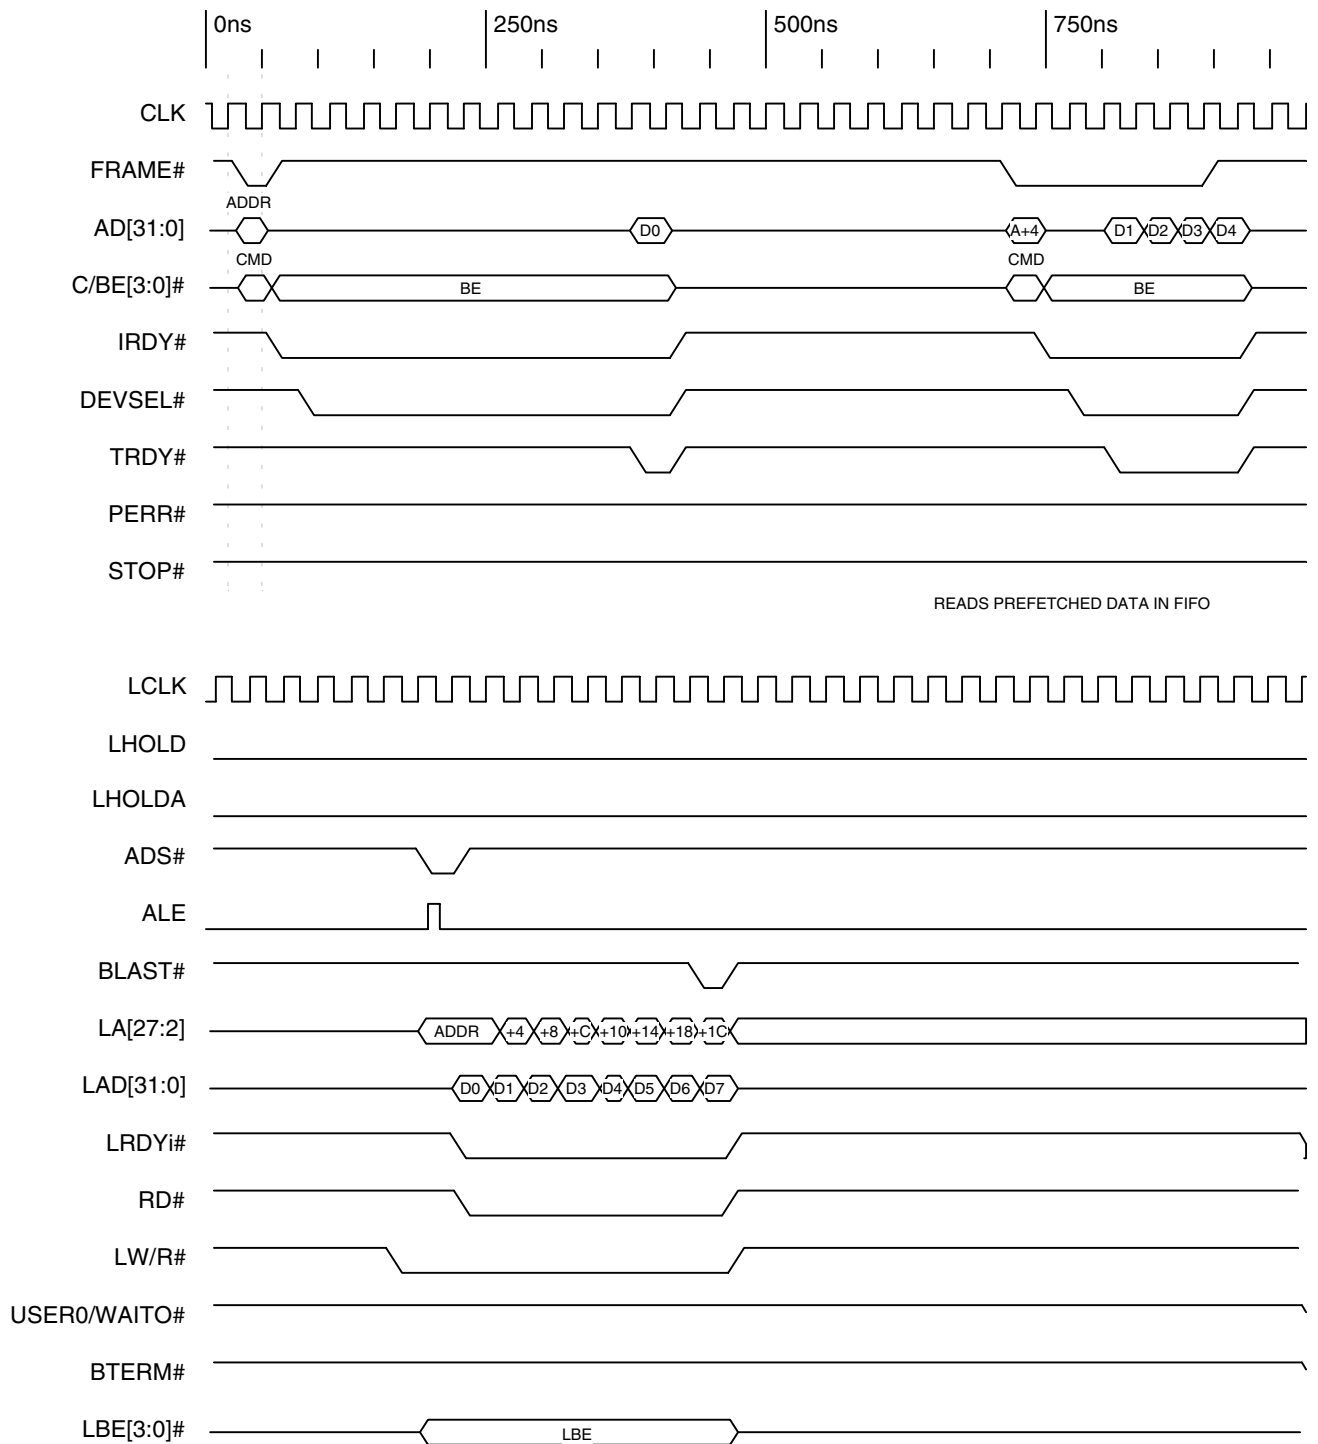 0ns 250ns 500ns 750ns
CLK
FRAME#
ADDR
AD[31:0] D0 A+4 D1 D2 D3 D4
CMD CMD
C/BE[3:0]# BE BE
IRDY#
DEVSEL#
TRDY#
PERR#
STOP#
READS PREFETCHED DATA IN FIFO
LCLK
LHOLD
LHOLDA
ADS#
ALE
BLAST#
LA[27:2] ADDR +4 +8 +C +10 +14 +18 +1C
LAD[31:0] D0 D1 D2 D3 D4 D5 D6 D7
LRDYi#
RD#
LW/R#
USER0/WAITO#
BTERM#
LBE[3:0]# LBE